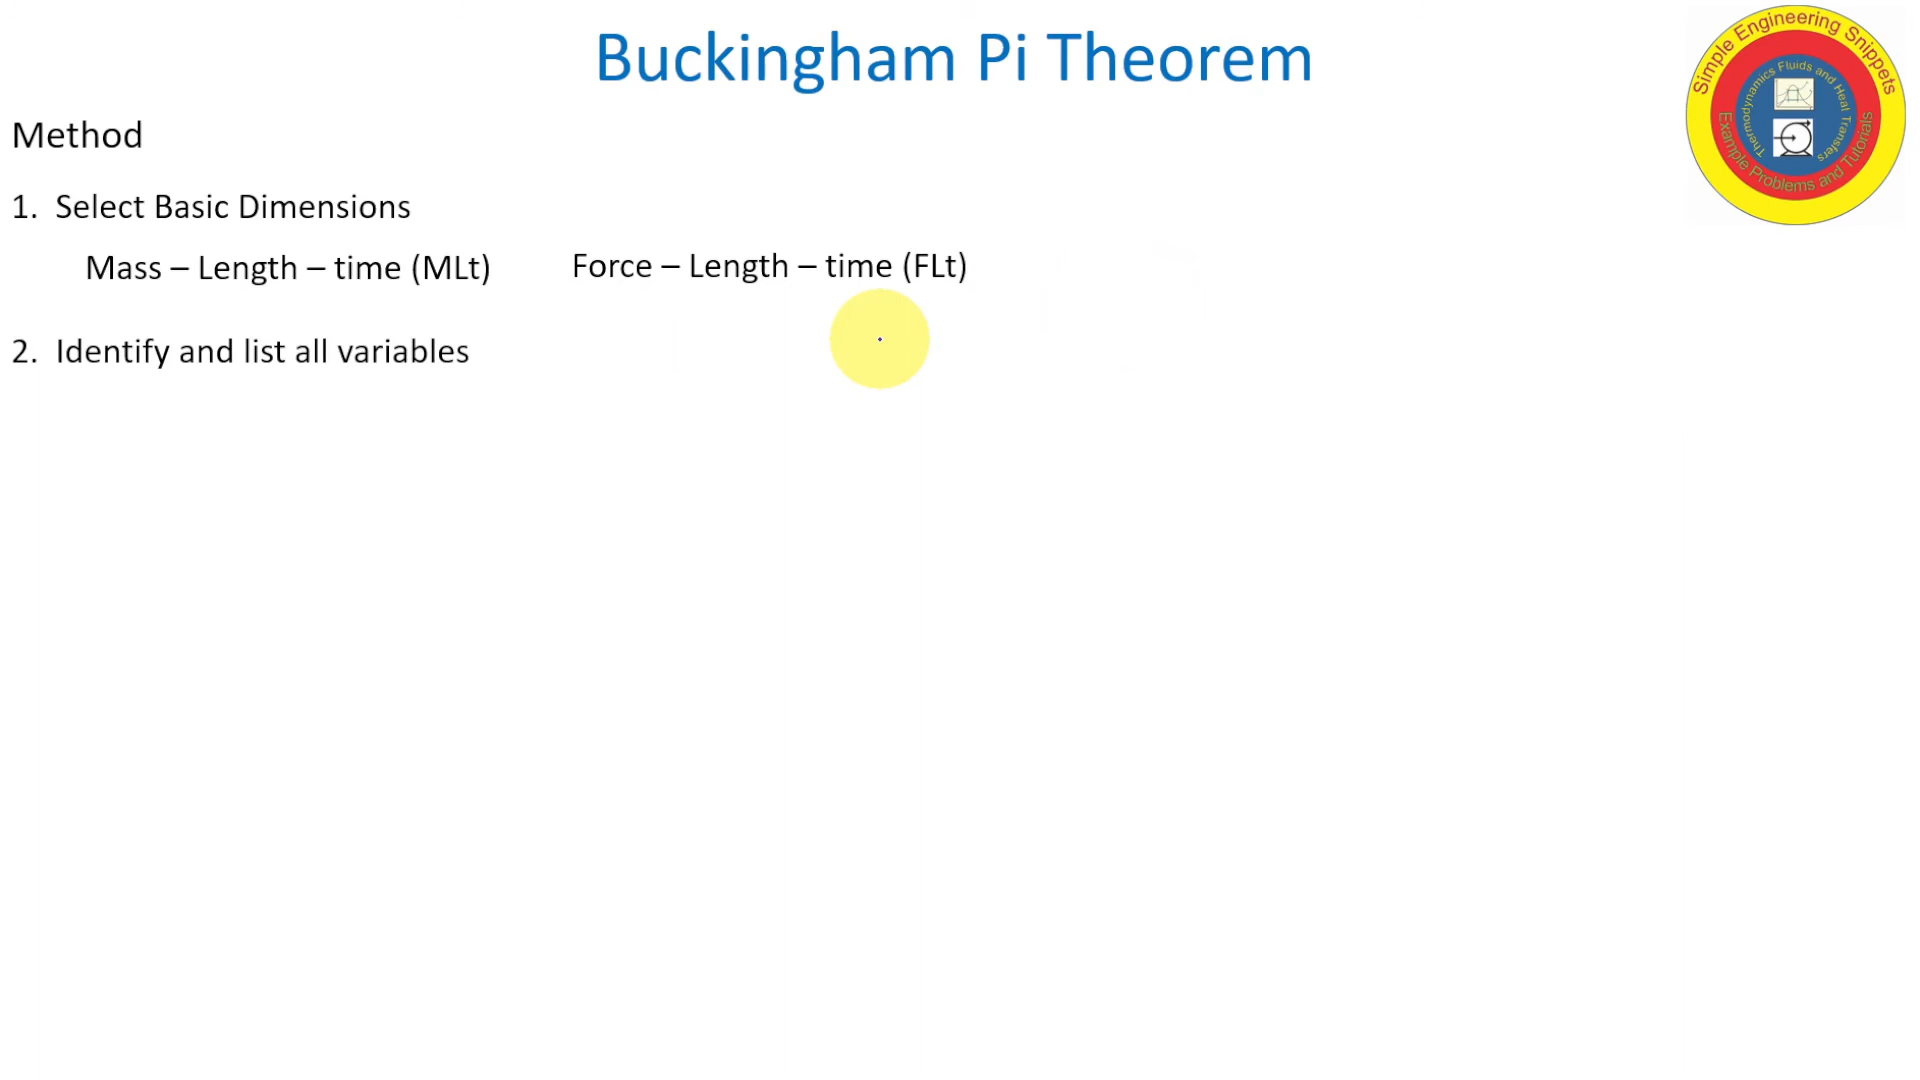 Buckingham Pi Theorem
Simple Engineering Snippets
Thermodynamics Fluids and Heat Transfers
Example Problems and Tutorials
Method
1. Select Basic Dimensions
Mass – Length – time (MLt) Force – Length – time (FLt)
2. Identify and list all variables